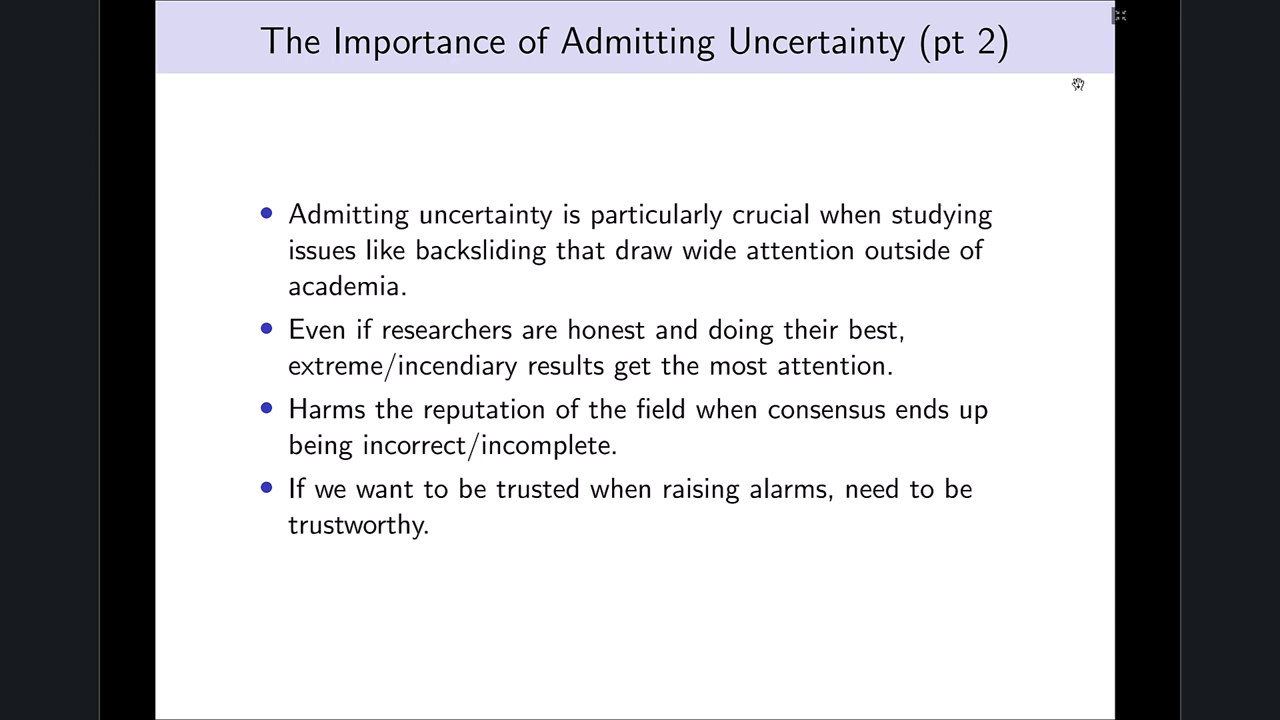 The Importance of Admitting Uncertainty (pt 2)
• Admitting uncertainty is particularly crucial when studying
issues like backsliding that draw wide attention outside of
academia.
• Even if researchers are honest and doing their best,
extreme/incendiary results get the most attention.
• Harms the reputation of the field when consensus ends up
being incorrect/incomplete.
• If we want to be trusted when raising alarms, need to be
trustworthy.